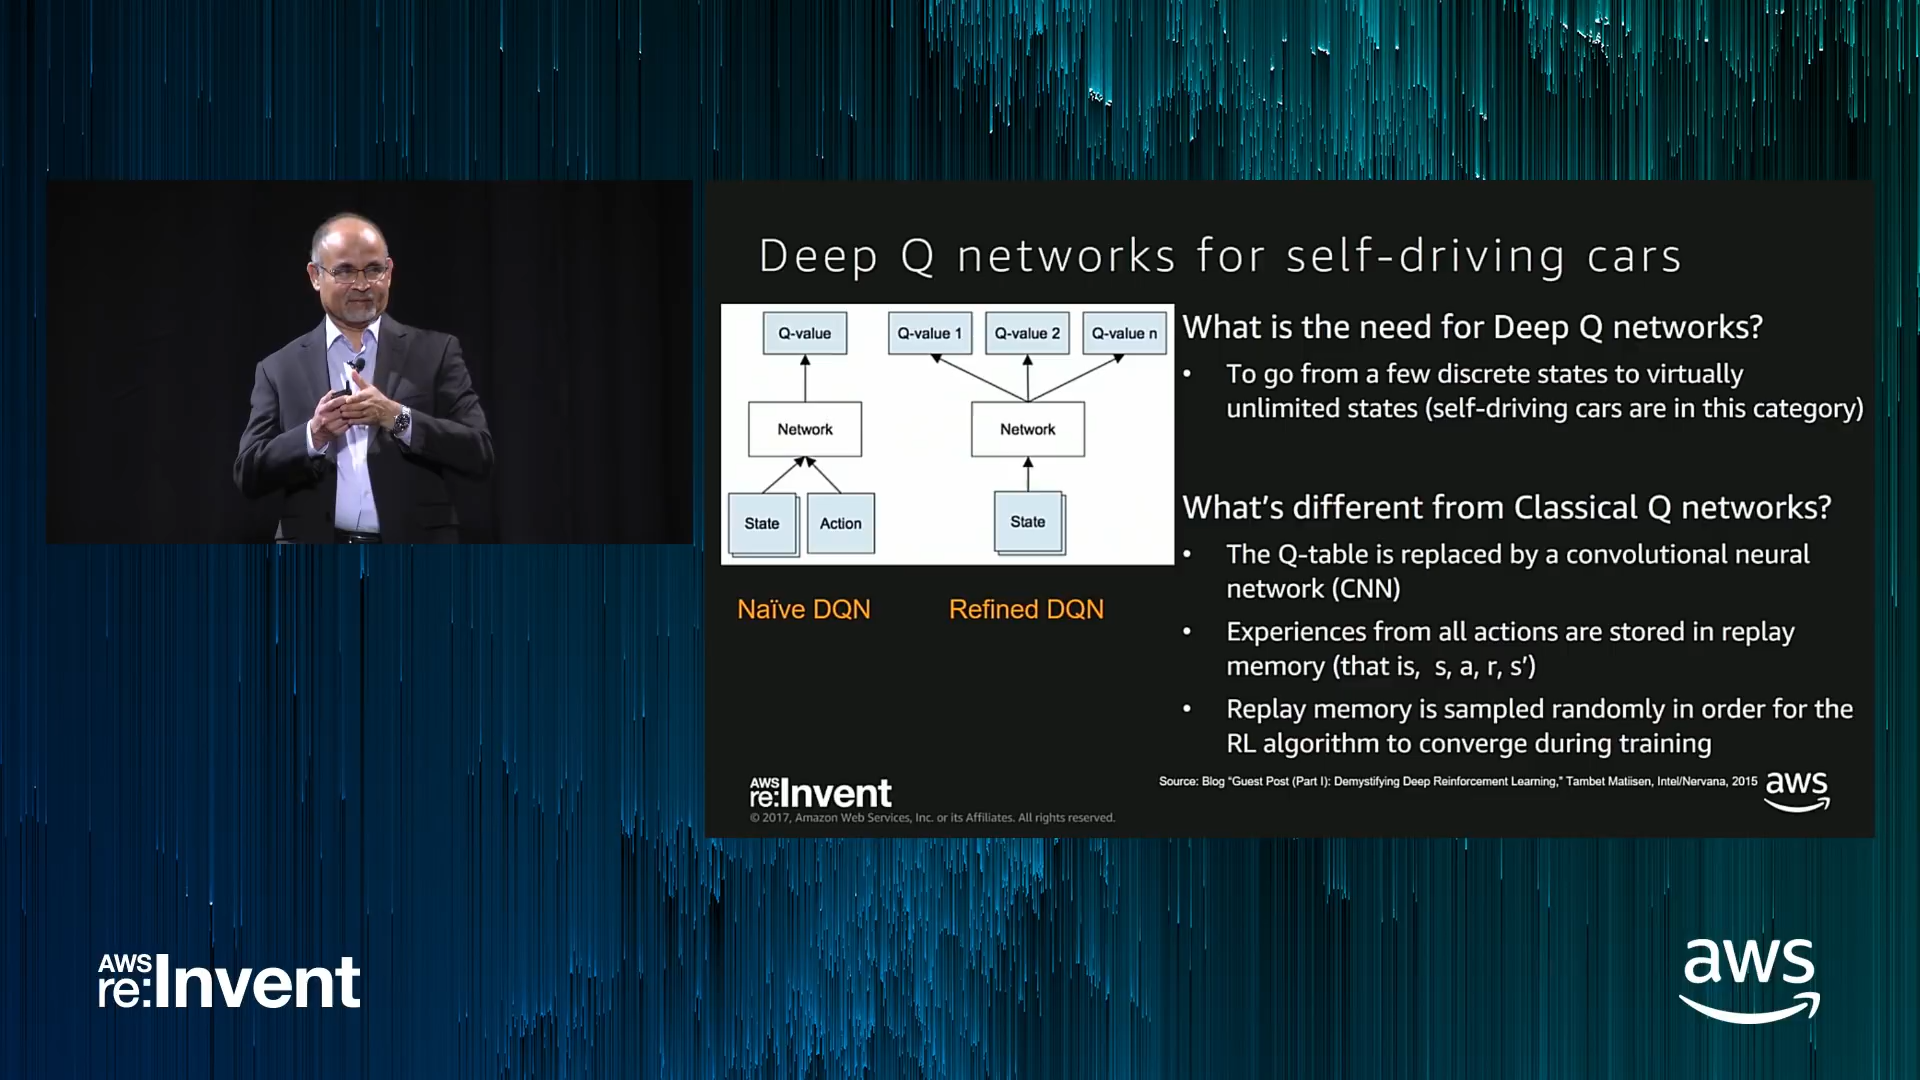 Deep Q networks for self-driving cars
Q-value
Q-value 1
Q-value 2
Q-value n
Network
Network
State
Action
State
Naïve DQN
Refined DQN
What is the need for Deep Q networks?
• To go from a few discrete states to virtually
unlimited states (self-driving cars are in this category)
What's different from Classical Q networks?
• The Q-table is replaced by a convolutional neural
network (CNN)
• Experiences from all actions are stored in replay
memory (that is, s, a, r, s’)
• Replay memory is sampled randomly in order for the
RL algorithm to converge during training
Source: Blog “Guest Post (Part I): Demystifying Deep Reinforcement Learning,” Tambet Matiisen, Intel/Nervana, 2015
aws
AWS
re:Invent
© 2017, Amazon Web Services, Inc. or its Affiliates. All rights reserved.
AWS
re:Invent
aws